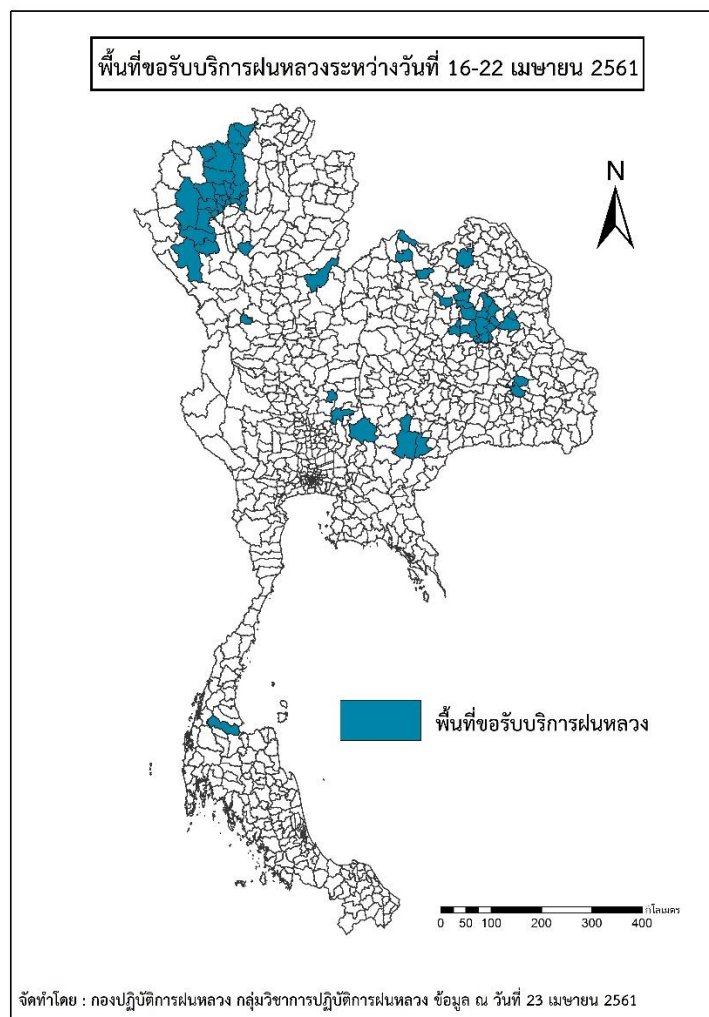 พื้นที่ขอรับบริการฝนหลวงระหว่างวันที่ 16-22 เมษายน 2561
N
พื้นที่ขอรับบริการฝนหลวง
กิโลเมตร
0 50 100 200 300 400
จัดทำโดย : กองปฏิบัติการฝนหลวง กลุ่มวิชาการปฏิบัติการฝนหลวง ข้อมูล ณ วันที่ 23 เมษายน 2561